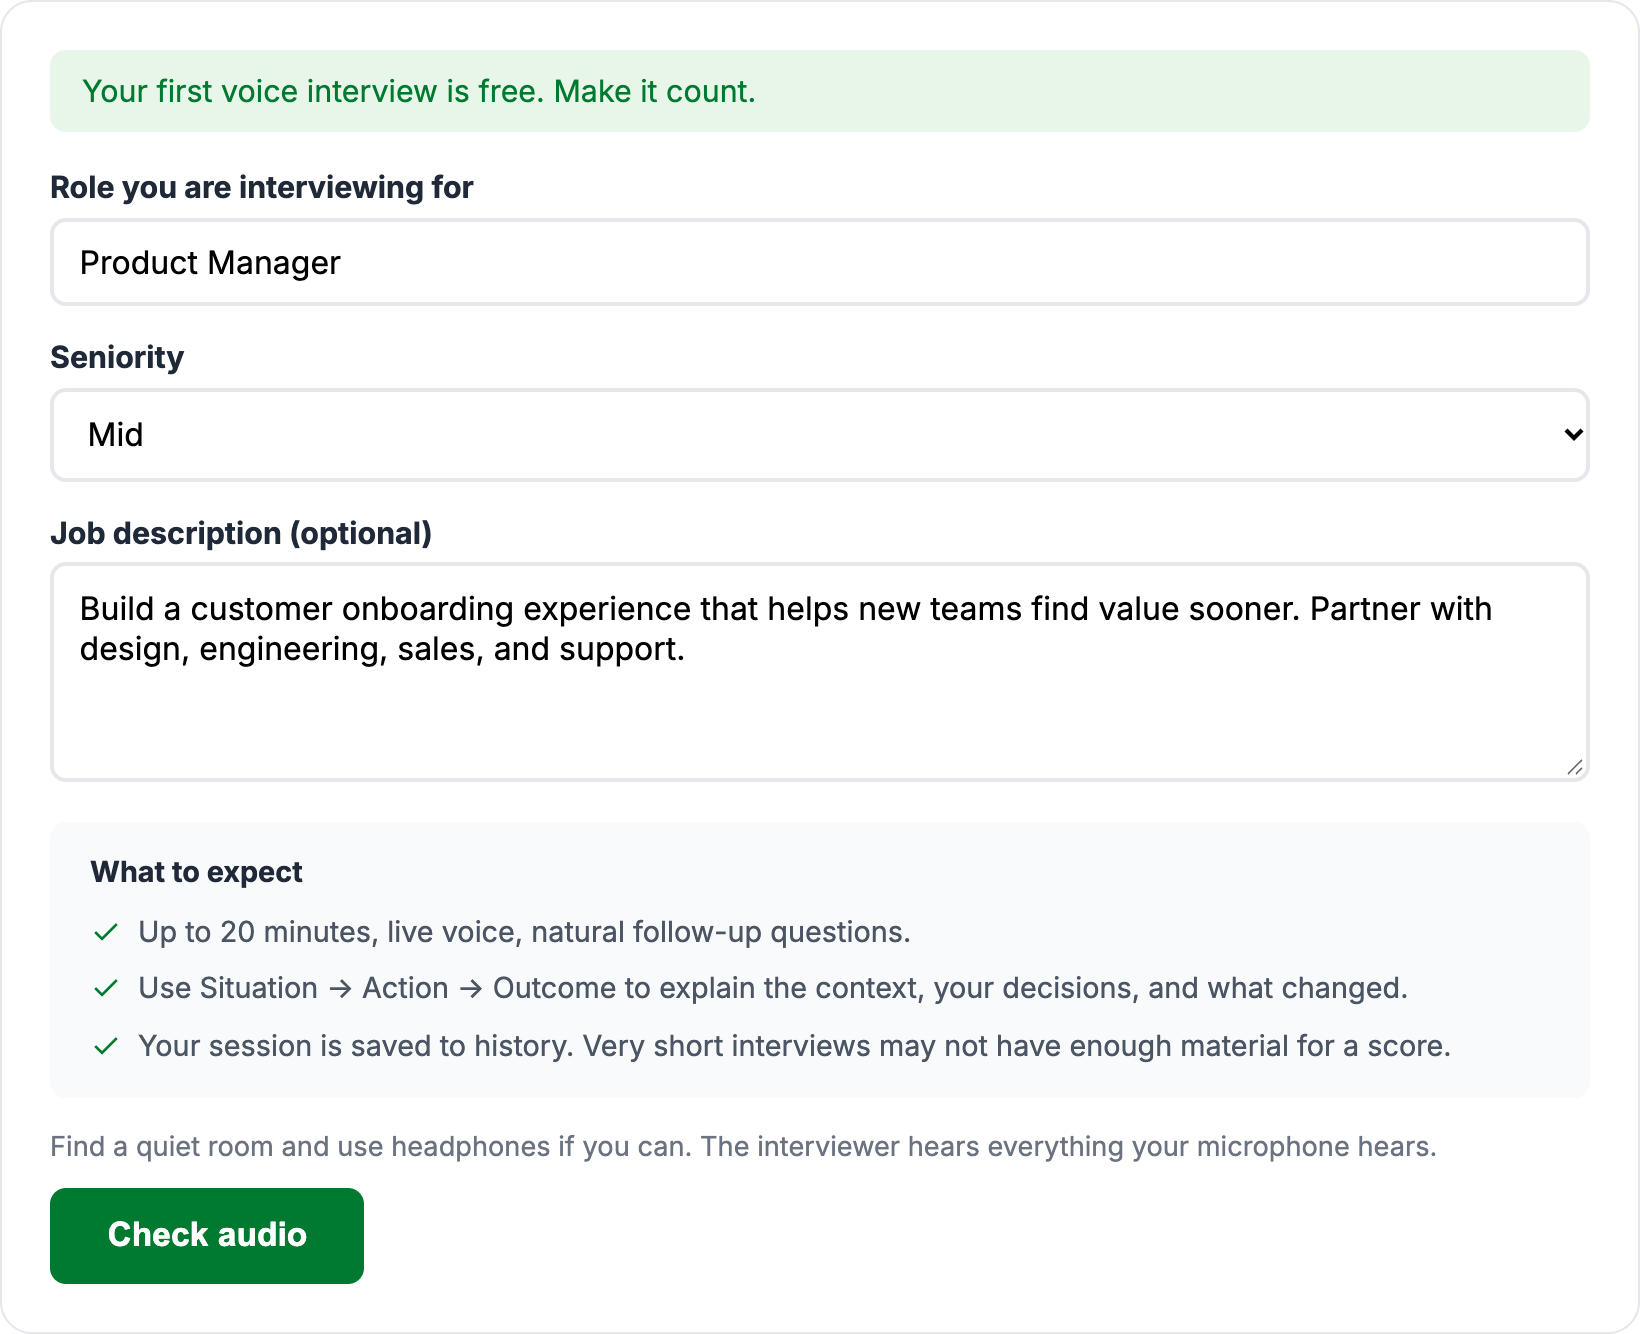 Your first voice interview is free. Make it count.
Role you are interviewing for
Product Manager
Seniority
Mid
Job description (optional)
Build a customer onboarding experience that helps new teams find value sooner. Partner with
design, engineering, sales, and support.
What to expect
Up to 20 minutes, live voice, natural follow-up questions.
Use Situation → Action → Outcome to explain the context, your decisions, and what changed.
Your session is saved to history. Very short interviews may not have enough material for a score.
Find a quiet room and use headphones if you can. The interviewer hears everything your microphone hears.
Check audio